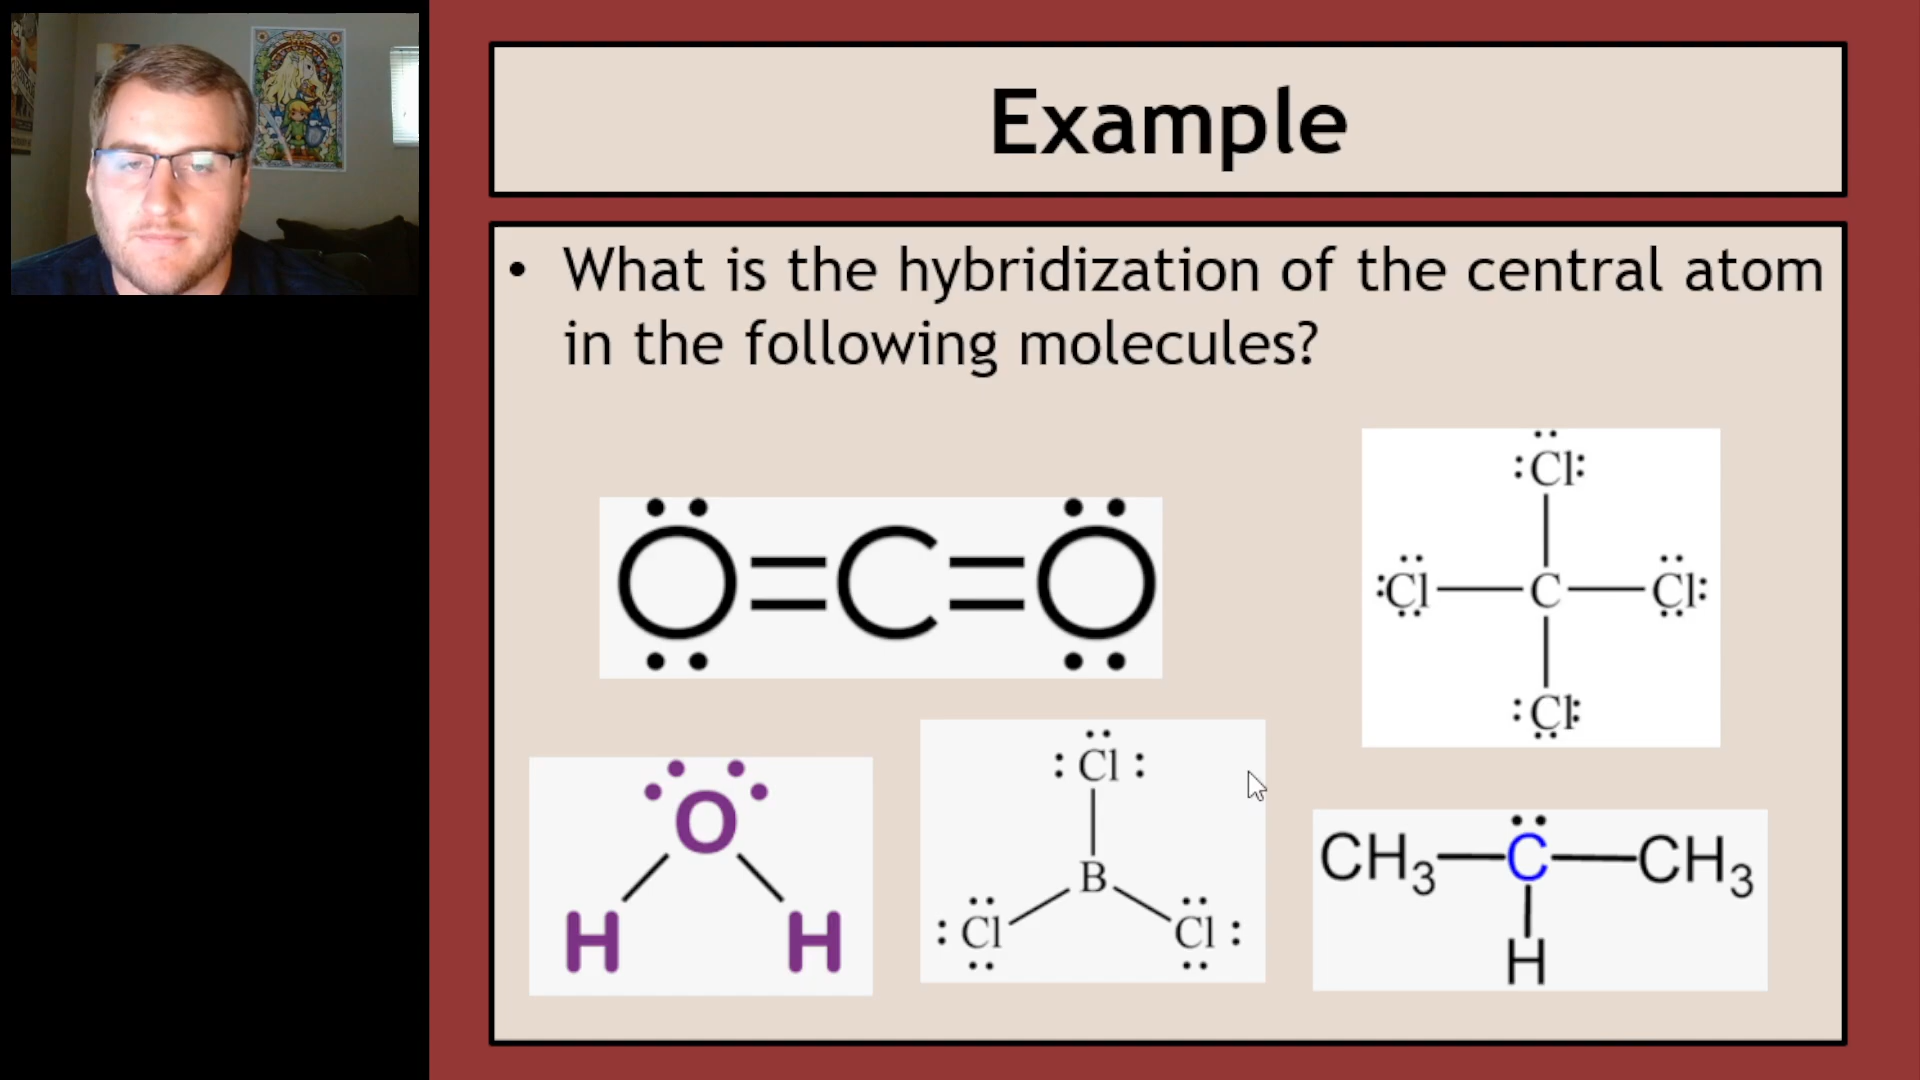 Example
• What is the hybridization of the central atom
in the following molecules?
O=C=O
Cl
Cl—C—Cl
Cl
O
H H
Cl
B
Cl Cl
CH3—C—CH3
H